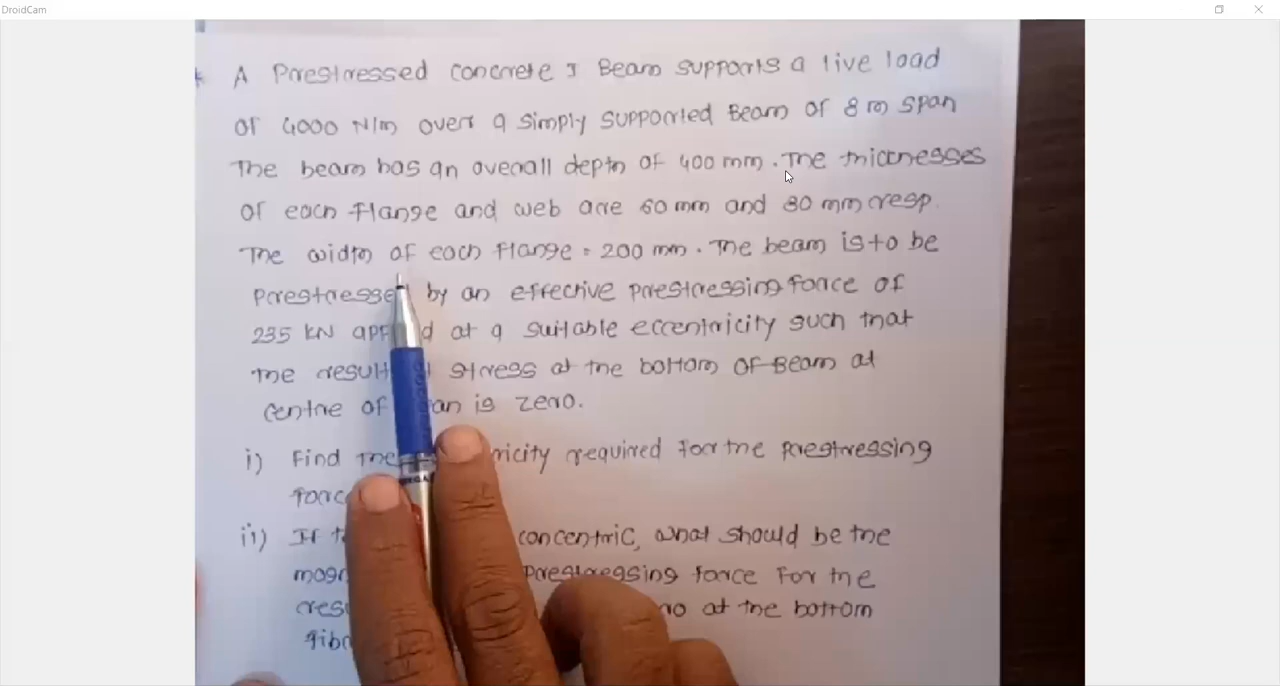 DroidCam
* A Prestressed concrete I Beam supports a live load
of 4000 N/m over a simply supported Beam of 8 m span
The beam has an overall depth of 400 mm. The thicknesses
of each flange and web are 60 mm and 80 mm resp.
The width of each flange = 200 mm. The beam is to be
by an effective prestressing force of
235 kN at a suitable eccentricity such that
the stress at the bottom of Beam at
centre of is zero.
i) Find the required for the prestressing
ii) If concentric, what should be the
prestressing force for the
at the bottom